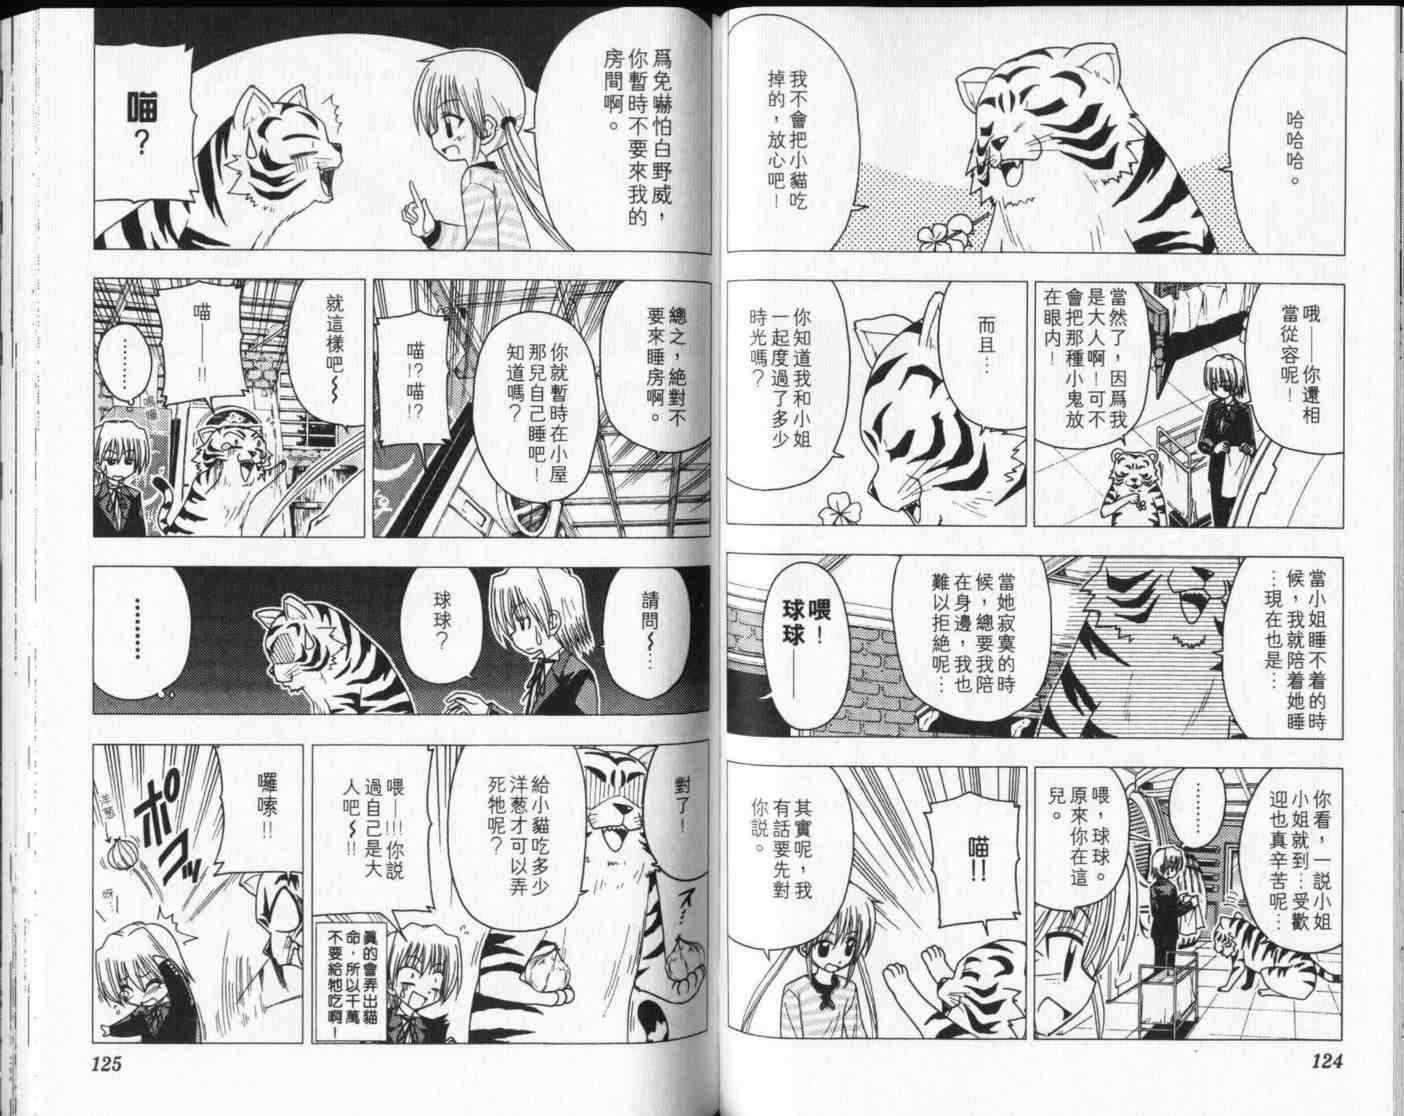 哈哈哈。
我不會把小貓吃
掉的，放心吧！
哦——你還相
當從容呢！
當然了，因爲我
是大人啊！可不
會把那種小鬼放
在眼內！
而且…
你知道我和小姐
一起度過了多少
時光嗎？
當小姐睡不着的時
候，我就陪着她睡
…現在也是…
當她寂寞的時
候，總要我陪
在身邊，我也
難以拒絕呢…
喂！
球球——
你看，一說小姐
小姐就到…受歡
迎也真辛苦呢…
………
喂，球球。
原來你在這
兒。
喵!!
其實呢，我
有話要先對
你說。
124
爲免嚇怕白野威，
你暫時不要來我的
房間啊。
喵？
總之，絕對不
要來睡房啊。
你就暫時在小屋
那兒自己睡吧！
知道嗎？
喵!?喵!?
就這樣吧～
喵——!!
………
嗚嘩
請問～…
球球？
…………
對了！
給小貓吃多少
洋葱才可以弄
死牠呢？
ス…
喂—!!!你說
過自己是大
人吧～!!
眞的會弄出貓
命，所以千萬
不要給牠吃啊！
囉嗦!!
ポコッ
洋葱
呀…
125